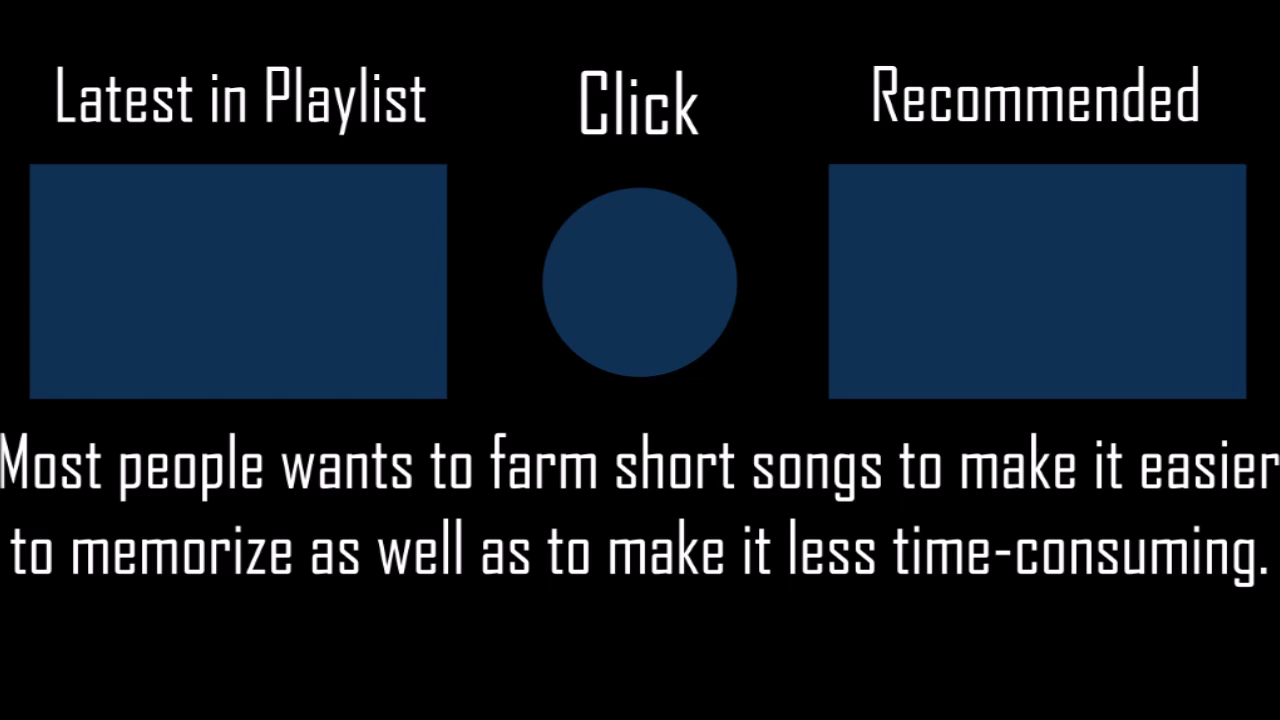 Latest in Playlist
Click
Recommended
Most people wants to farm short songs to make it easier
to memorize as well as to make it less time-consuming.